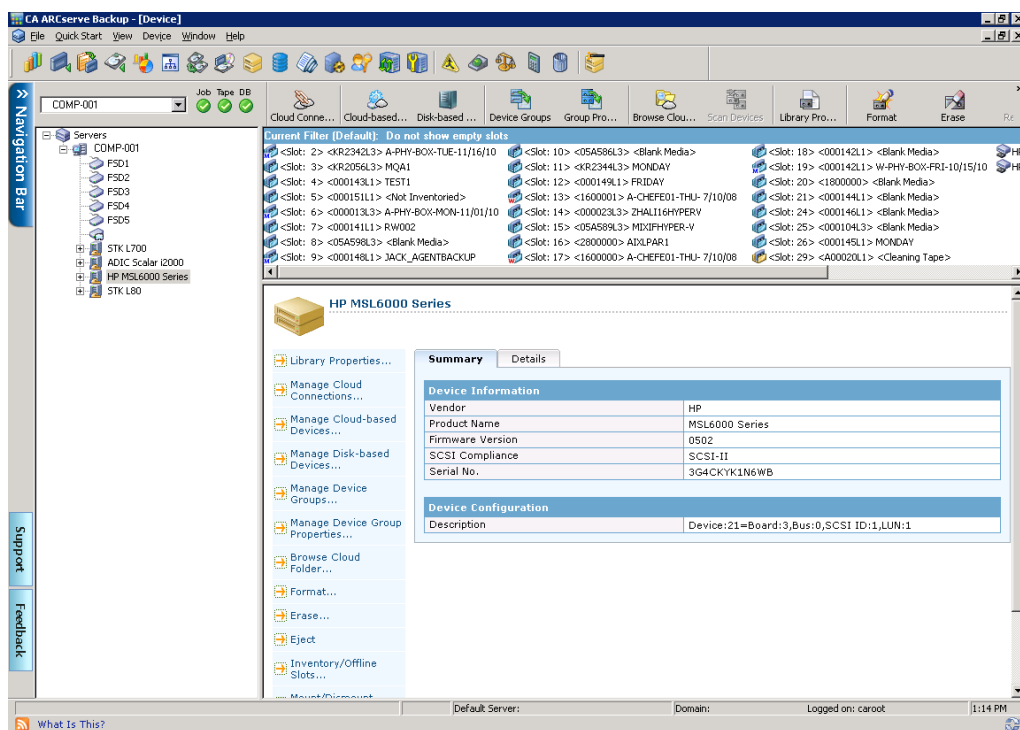 CA ARCserve Backup - [Device]
File Quick Start View Device Window Help
Navigation Bar
Support
Feedback
COMP-001
Job Tape DB
Cloud Conne... Cloud-based... Disk-based ... Device Groups Group Pro... Browse Clou... Scan Devices Library Pro... Format Erase Re
Servers
COMP-001
FSD1
FSD2
FSD3
FSD4
FSD5
STK L700
ADIC Scalar i2000
HP MSL6000 Series
STK L80
Current Filter (Default): Do not show empty slots
<Slot: 2> <KR2342L3> A-PHY-BOX-TUE-11/16/10
<Slot: 3> <KR2056L3> MQA1
<Slot: 4> <000143L1> TEST1
<Slot: 5> <000151L1> <Not Inventoried>
<Slot: 6> <000013L3> A-PHY-BOX-MON-11/01/10
<Slot: 7> <000141L1> RW002
<Slot: 8> <05A598L3> <Blank Media>
<Slot: 9> <000148L1> JACK_AGENTBACKUP
<Slot: 10> <05A586L3> <Blank Media>
<Slot: 11> <KR2344L3> MONDAY
<Slot: 12> <000149L1> FRIDAY
<Slot: 13> <1600001> A-CHEFE01-THU- 7/10/08
<Slot: 14> <000023L3> ZHALI16HYPERV
<Slot: 15> <05A589L3> MIXIFHYPER-V
<Slot: 16> <2800000> AIXLPAR1
<Slot: 17> <1600000> A-CHEFE01-THU- 7/10/08
<Slot: 18> <000142L1> <Blank Media>
<Slot: 19> <000142L1> W-PHY-BOX-FRI-10/15/10
<Slot: 20> <1800000> <Blank Media>
<Slot: 21> <000144L1> <Blank Media>
<Slot: 24> <000146L1> <Blank Media>
<Slot: 25> <000104L3> <Blank Media>
<Slot: 26> <000145L1> MONDAY
<Slot: 29> <A00020L1> <Cleaning Tape>
HP MSL6000 Series
Library Properties...
Manage Cloud
Connections...
Manage Cloud-based
Devices...
Manage Disk-based
Devices...
Manage Device
Groups...
Manage Device Group
Properties...
Browse Cloud
Folder...
Format...
Erase...
Eject
Inventory/Offline
Slots...
Mount/Dismount
Summary Details
Device Information
Vendor HP
Product Name MSL6000 Series
Firmware Version 0502
SCSI Compliance SCSI-II
Serial No. 3G4CKYK1N6WB
Device Configuration
Description Device:21=Board:3,Bus:0,SCSI ID:1,LUN:1
Default Server: Domain: Logged on: caroot 1:14 PM
What Is This?